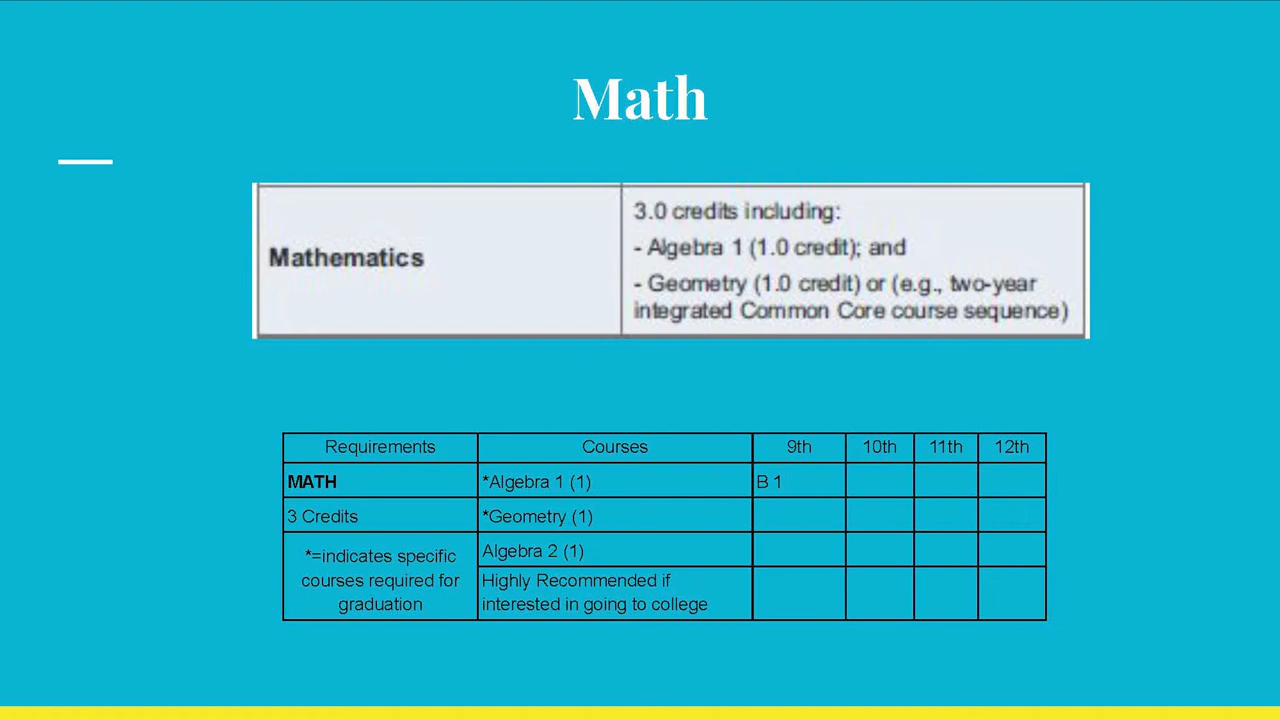 Math
Mathematics
3.0 credits including:
- Algebra 1 (1.0 credit); and
- Geometry (1.0 credit) or (e.g., two-year
integrated Common Core course sequence)
Requirements Courses 9th 10th 11th 12th
MATH *Algebra 1 (1) B 1
3 Credits *Geometry (1)
*=indicates specific
courses required for
graduation
Algebra 2 (1)
Highly Recommended if
interested in going to college